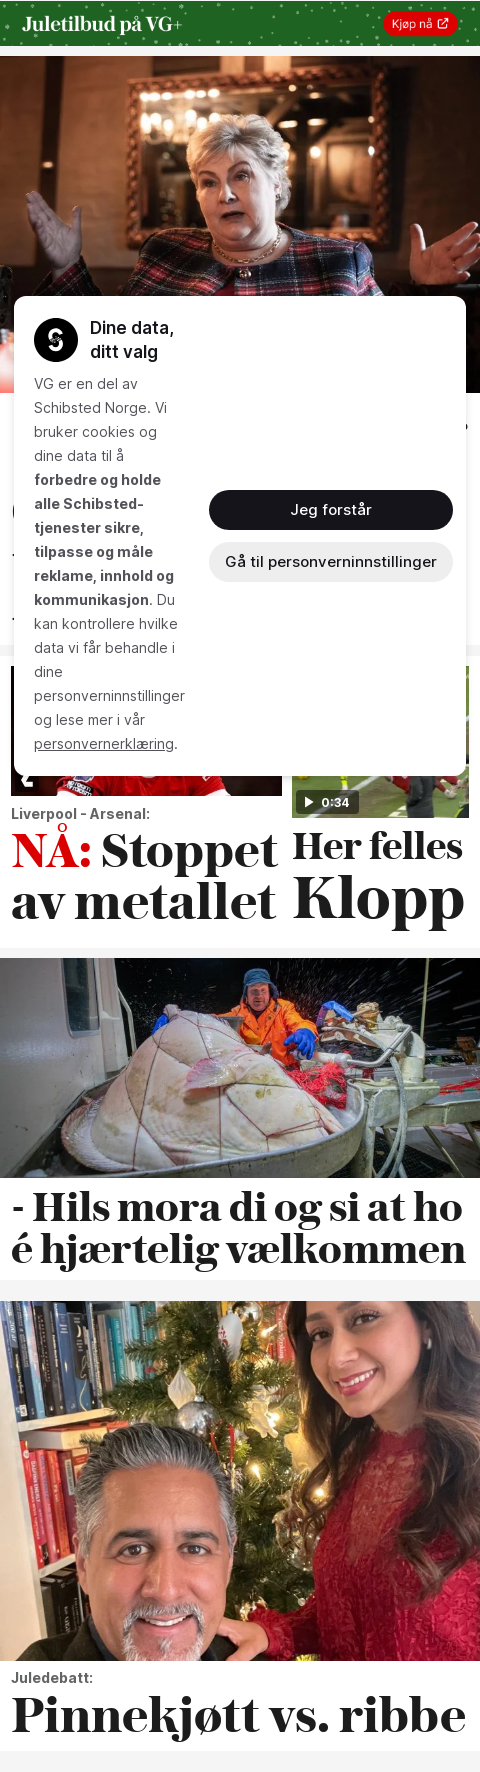 Juletilbud på VG+
Kjøp nå
Dine data,
ditt valg
VG er en del av
Schibsted Norge. Vi
bruker cookies og
dine data til å
forbedre og holde
alle Schibsted-
tjenester sikre,
tilpasse og måle
reklame, innhold og
kommunikasjon. Du
kan kontrollere hvilke
data vi får behandle i
dine
personverninnstillinger
og lese mer i vår
personvernerklæring.
Jeg forstår
Gå til personverninnstillinger
0:34
Liverpool - Arsenal:
NÅ: Stoppet
av metallet
Her felles
Klopp
- Hils mora di og si at ho
é hjærtelig vælkommen
Juledebatt:
Pinnekjøtt vs. ribbe